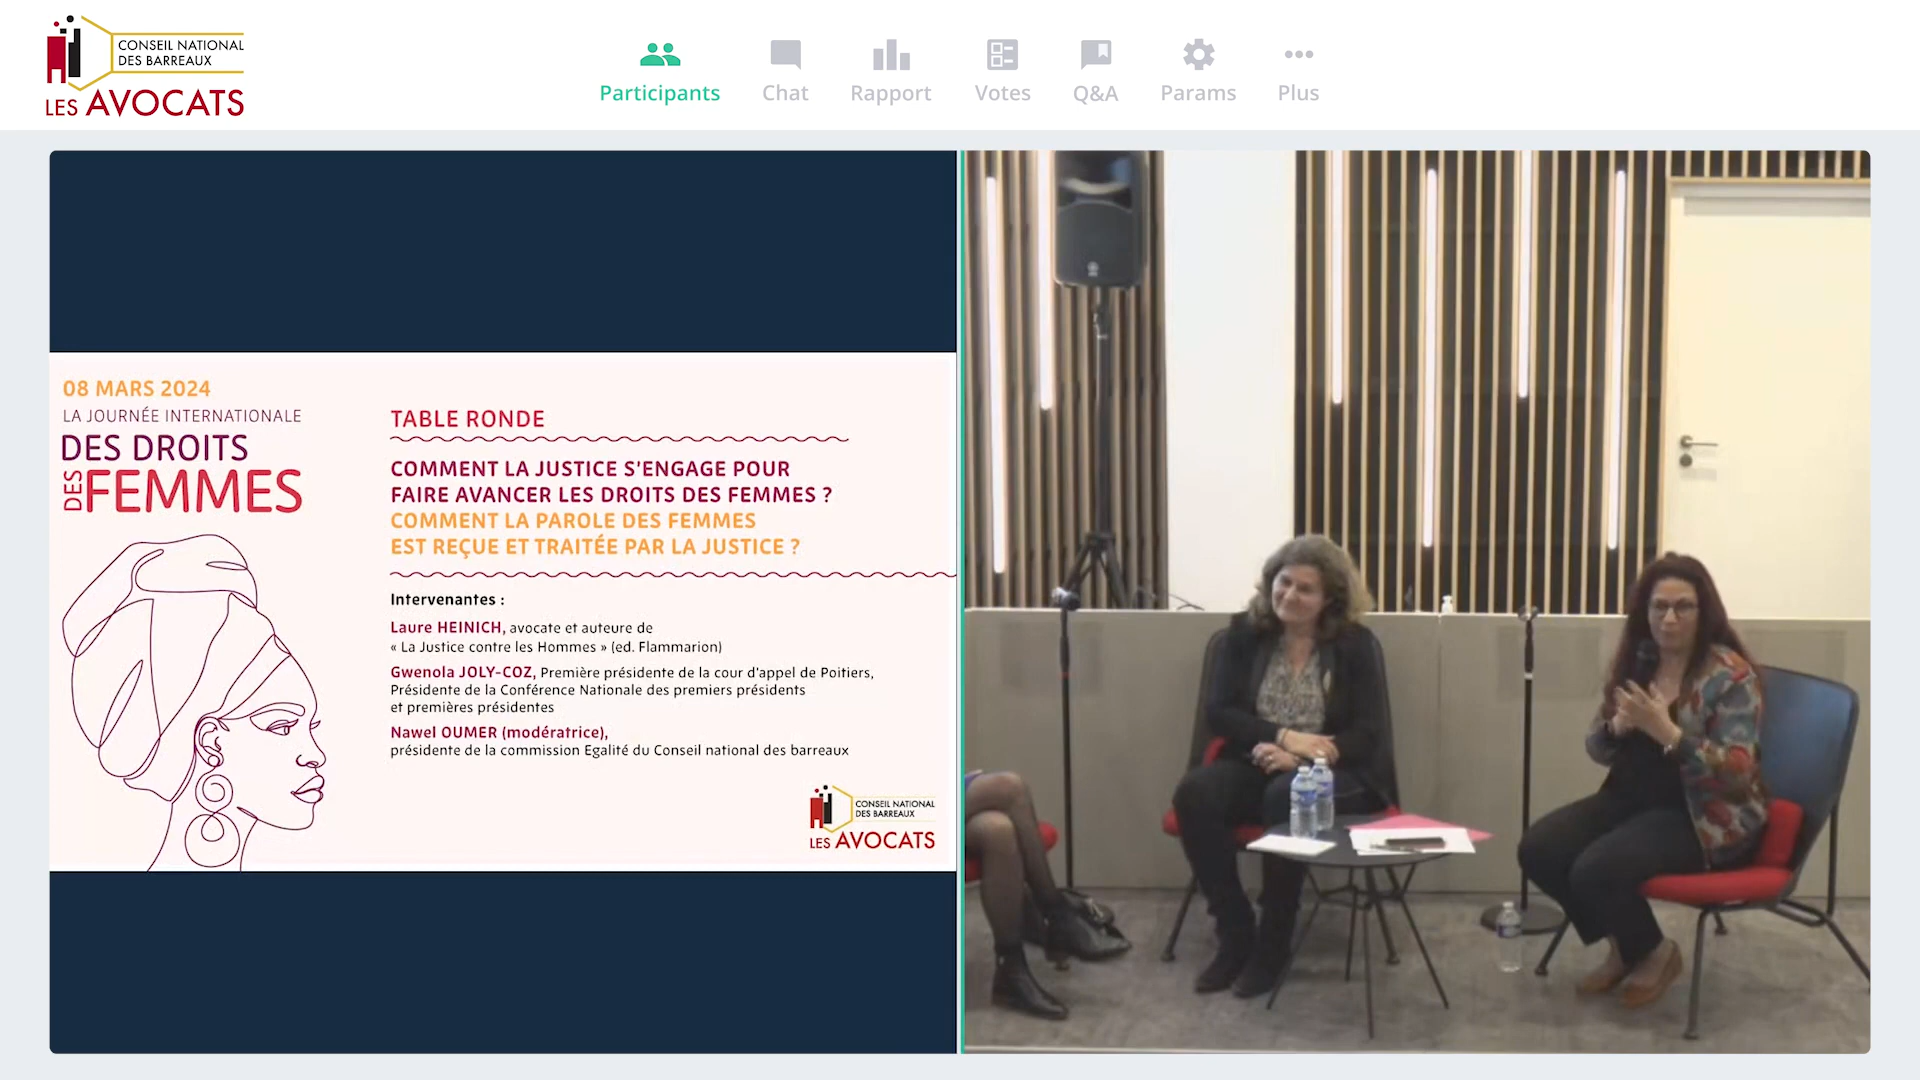 CONSEIL NATIONAL
DES BARREAUX
LES AVOCATS
Participants
Chat
Rapport
Votes
Q&A
Params
Plus
08 MARS 2024
LA JOURNÉE INTERNATIONALE
DES DROITS
DES FEMMES
TABLE RONDE
COMMENT LA JUSTICE S'ENGAGE POUR
FAIRE AVANCER LES DROITS DES FEMMES ?
COMMENT LA PAROLE DES FEMMES
EST REÇUE ET TRAITÉE PAR LA JUSTICE ?
Intervenantes :
Laure HEINICH, avocate et auteure de
« La Justice contre les Hommes » (ed. Flammarion)
Gwenola JOLY-COZ, Première présidente de la cour d'appel de Poitiers,
Présidente de la Conférence Nationale des premiers présidents
et premières présidentes
Nawel OUMER (modératrice),
présidente de la commission Egalité du Conseil national des barreaux
CONSEIL NATIONAL
DES BARREAUX
LES AVOCATS